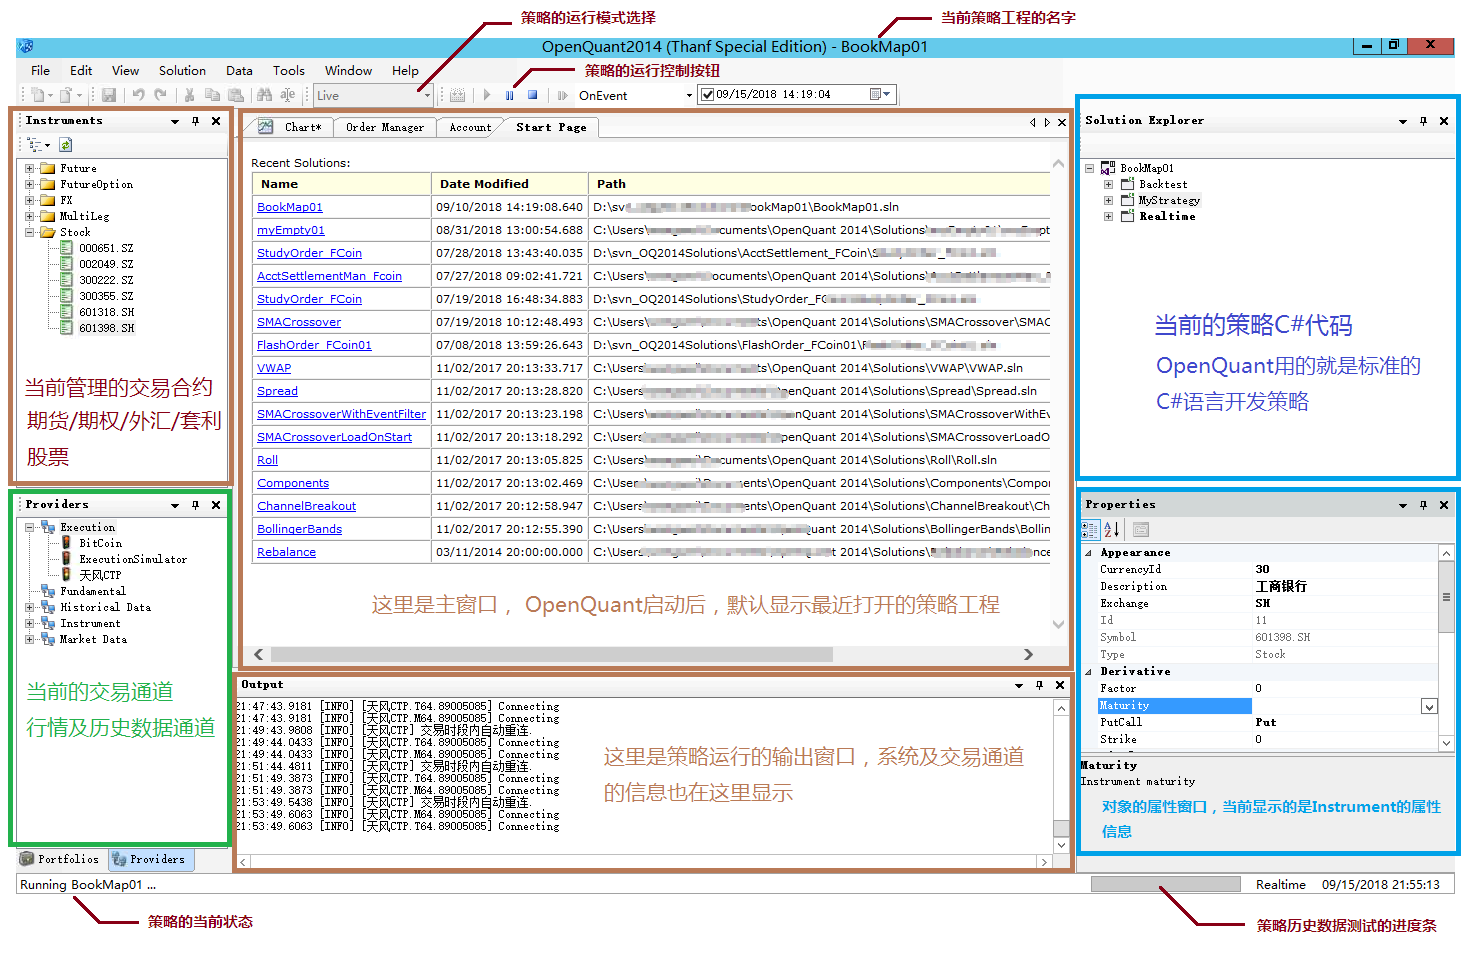 策略的运行模式选择
当前策略工程的名字
OpenQuant2014 (Thanf Special Edition) - BookMap01
File Edit View Solution Data Tools Window Help
策略的运行控制按钮
Live
OnEvent
09/15/2018 14:19:04
Instruments
Future
FutureOption
FX
MultiLeg
Stock
000651.SZ
002049.SZ
300222.SZ
300355.SZ
601318.SH
601398.SH
当前管理的交易合约
期货/期权/外汇/套利
股票
Chart* Order Manager Account Start Page
Recent Solutions:
Name Date Modified Path
BookMap01 09/10/2018 14:19:08.640 D:\sv ookMap01\BookMap01.sln
myEmpty01 08/31/2018 13:00:54.688 C:\Users\ cuments\OpenQuant 2014\Solutions\
StudyOrder_FCoin 07/28/2018 13:43:40.035 D:\svn_OQ2014Solutions\AcctSettlement_FCoin\S
AcctSettlementMan_Fcoin 07/27/2018 09:02:41.721 C:\Users\ ocuments\OpenQuant 2014\Solutions\
StudyOrder_FCoin 07/19/2018 16:48:34.883 D:\svn_OQ2014Solutions\StudyOrder_FC
SMACrossover 07/19/2018 10:12:48.493 C:\Users\ ts\OpenQuant 2014\Solutions\SMACrossover\SMAC
FlashOrder_FCoin01 07/08/2018 13:59:26.643 D:\svn_OQ2014Solutions\FlashOrder_FCoin01\F
VWAP 11/02/2017 20:13:33.717 C:\Users\ ts\OpenQuant 2014\Solutions\VWAP\VWAP.sln
Spread 11/02/2017 20:13:28.820 C:\Users penQuant 2014\Solutions\Spread\Spread.sln
SMACrossoverWithEventFilter 11/02/2017 20:13:23.198 C:\Users penQuant 2014\Solutions\SMACrossoverWithEv
SMACrossoverLoadOnStart 11/02/2017 20:13:18.292 C:\Users penQuant 2014\Solutions\SMACrossoverLoadO
Roll 11/02/2017 20:13:05.825 C:\Users Documents\OpenQuant 2014\Solutions\Roll\Roll.sln
Components 11/02/2017 20:13:02.469 C:\Users ments\OpenQuant 2014\Solutions\Components\Compo
ChannelBreakout 11/02/2017 20:12:58.947 C:\Users ents\OpenQuant 2014\Solutions\ChannelBreakout\Ch
BollingerBands 11/02/2017 20:12:55.390 C:\Users 2014\Solutions\BollingerBands\Bollin
Rebalance 03/11/2014 20:00:00.000 C:\Users 2014\Solutions\ nce
这里是主窗口，OpenQuant启动后，默认显示最近打开的策略工程
Solution Explorer
BookMap01
Backtest
MyStrategy
Realtime
当前的策略C#代码
OpenQuant用的就是标准的
C#语言开发策略
Providers
Execution
BitCoin
ExecutionSimulator
天风CTP
Fundamental
Historical Data
Instrument
Market Data
当前的交易通道
行情及历史数据通道
Portfolios Providers
Output
21:47:43.9181 [INFO] [天风CTP.T64.89005085] Connecting
21:47:43.9181 [INFO] [天风CTP.M64.89005085] Connecting
21:49:43.9808 [INFO] [天风CTP] 交易时段内自动重连.
21:49:44.0433 [INFO] [天风CTP.T64.89005085] Connecting
21:49:44.0433 [INFO] [天风CTP.M64.89005085] Connecting
21:51:44.4811 [INFO] [天风CTP] 交易时段内自动重连.
21:51:49.3873 [INFO] [天风CTP.T64.89005085] Connecting
21:51:49.3873 [INFO] [天风CTP.M64.89005085] Connecting
21:53:49.5438 [INFO] [天风CTP] 交易时段内自动重连.
21:53:49.6063 [INFO] [天风CTP.M64.89005085] Connecting
21:53:49.6063 [INFO] [天风CTP.T64.89005085] Connecting
这里是策略运行的输出窗口，系统及交易通道
的信息也在这里显示
Properties
Appearance
CurrencyId 30
Description 工商银行
Exchange SH
Id 11
Symbol 601398.SH
Type Stock
Derivative
Factor 0
Maturity
PutCall Put
Strike 0
Maturity
Instrument maturity
对象的属性窗口，当前显示的是Instrument的属性
信息
Running BookMap01 ...
Realtime 09/15/2018 21:55:13
策略的当前状态
策略历史数据测试的进度条